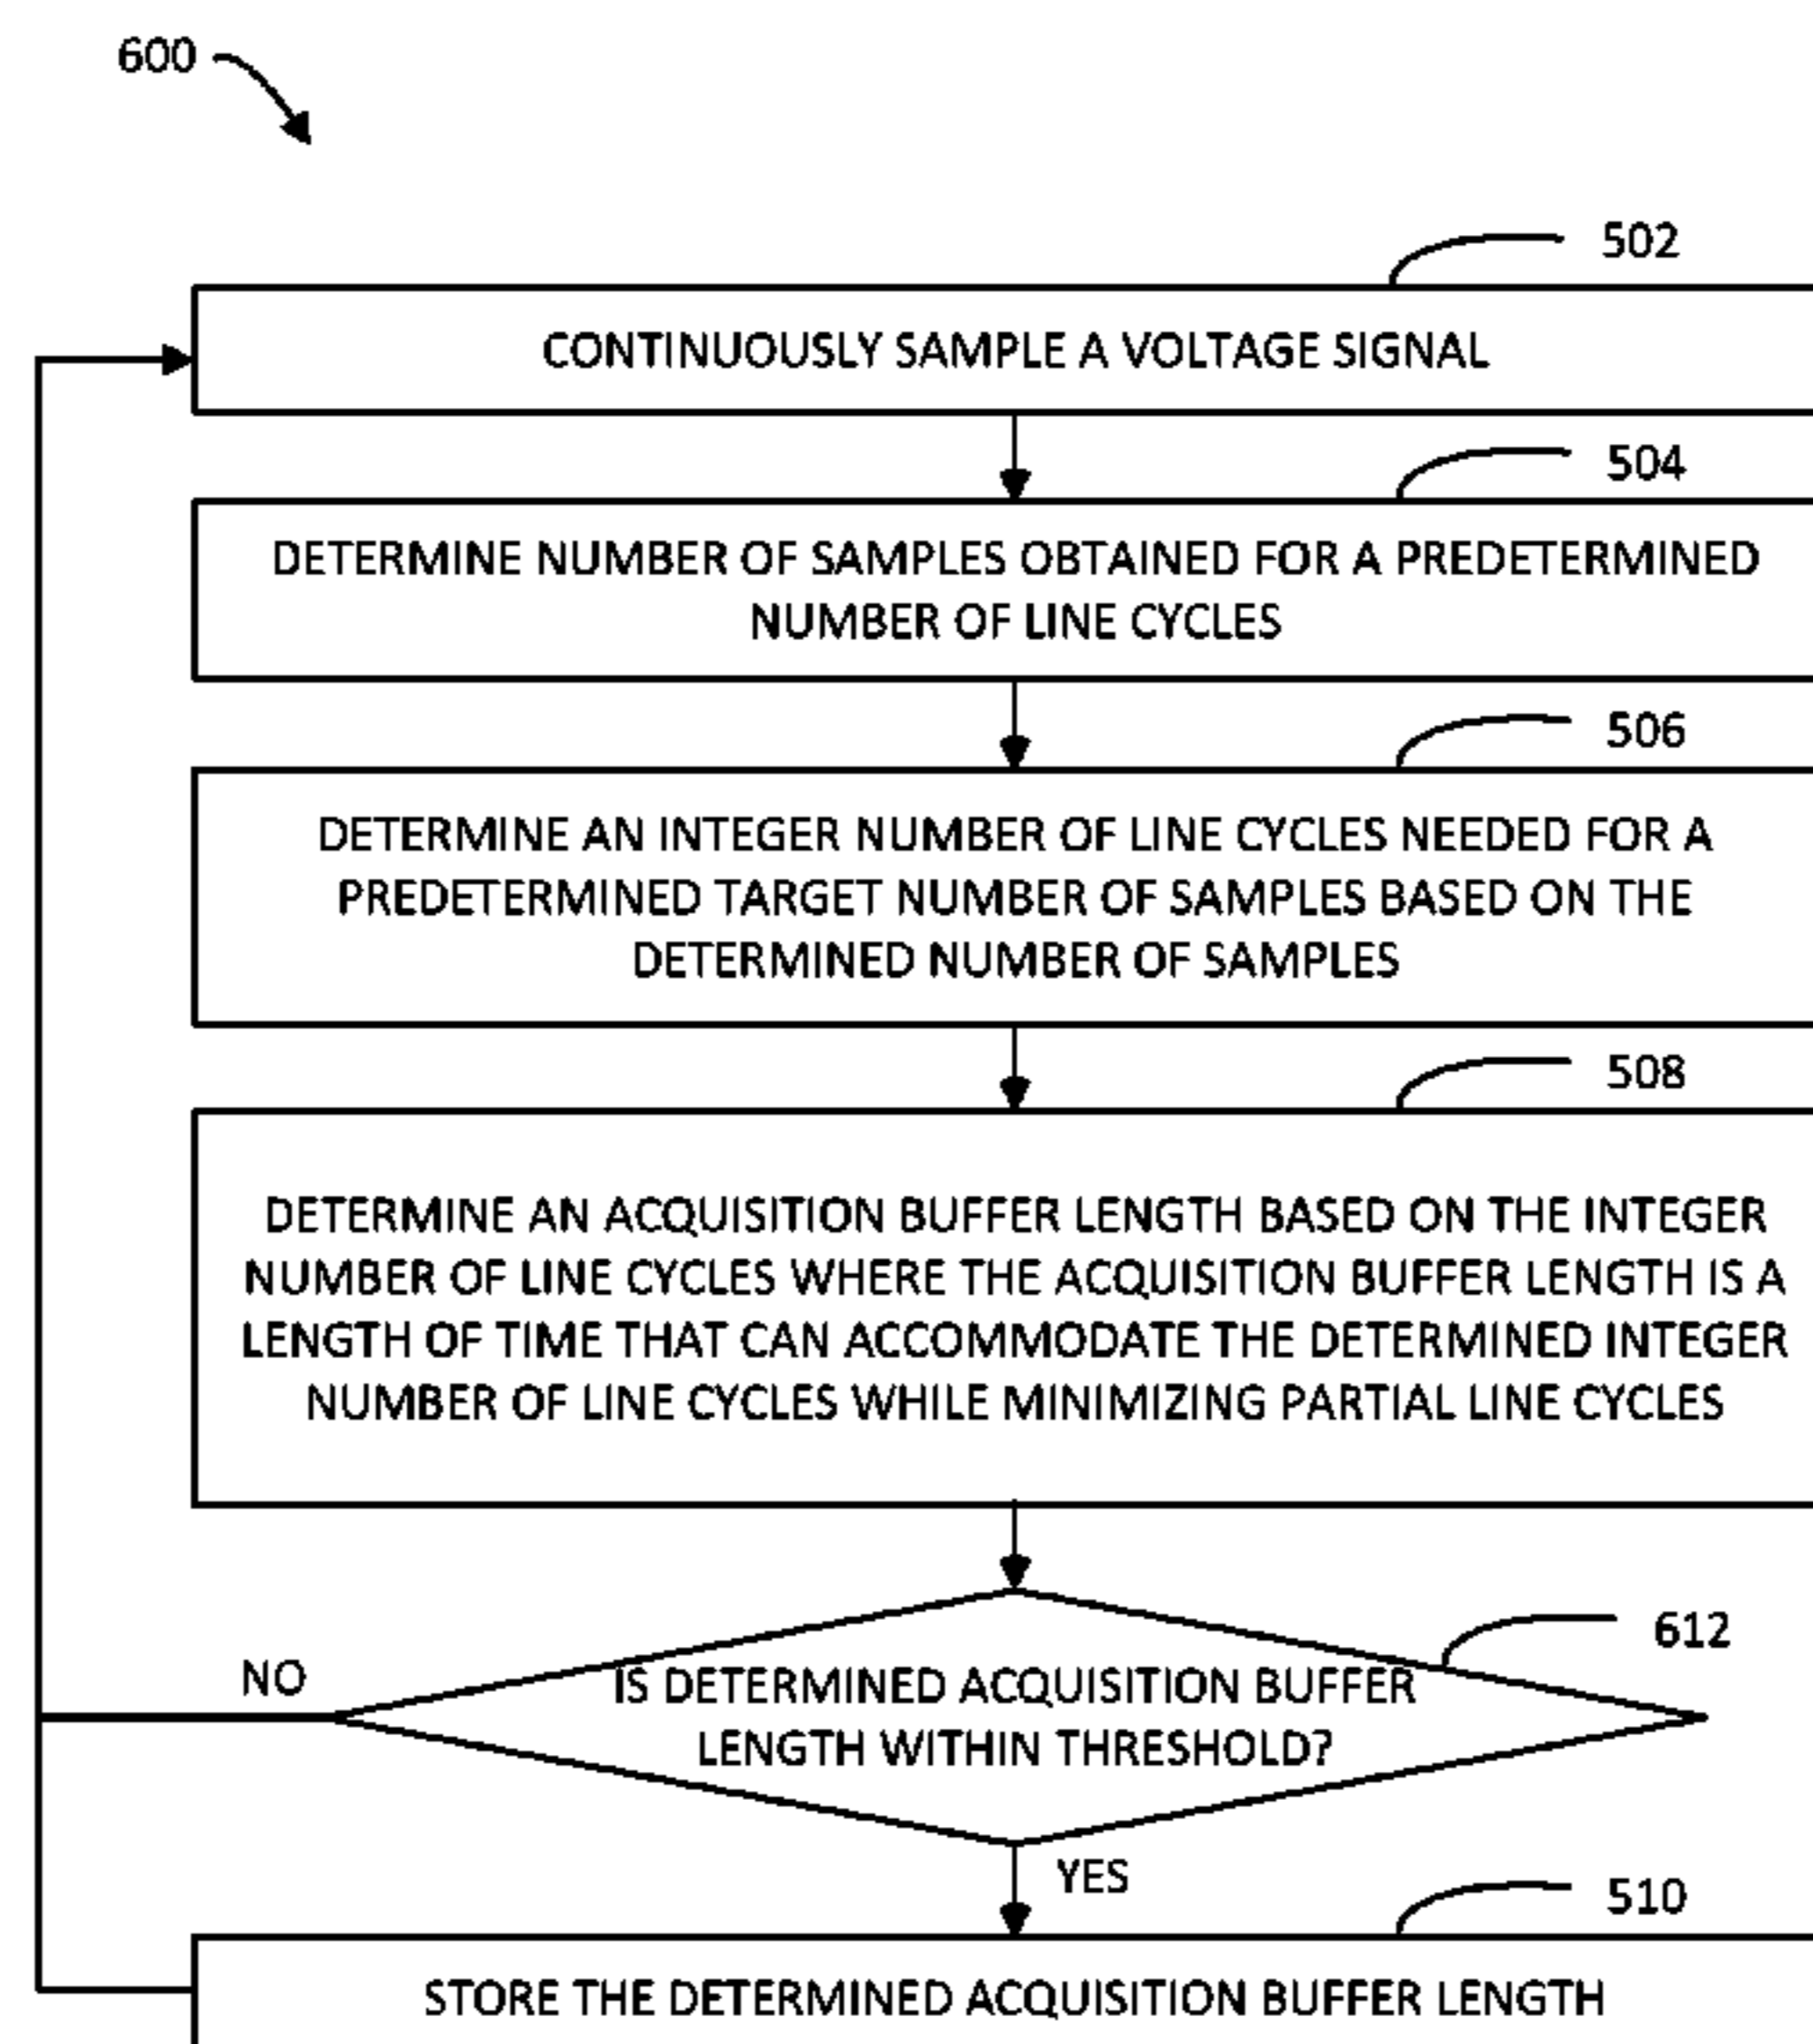 600
502
CONTINUOUSLY SAMPLE A VOLTAGE SIGNAL
504
DETERMINE NUMBER OF SAMPLES OBTAINED FOR A PREDETERMINED
NUMBER OF LINE CYCLES
506
DETERMINE AN INTEGER NUMBER OF LINE CYCLES NEEDED FOR A
PREDETERMINED TARGET NUMBER OF SAMPLES BASED ON THE
DETERMINED NUMBER OF SAMPLES
508
DETERMINE AN ACQUISITION BUFFER LENGTH BASED ON THE INTEGER
NUMBER OF LINE CYCLES WHERE THE ACQUISITION BUFFER LENGTH IS A
LENGTH OF TIME THAT CAN ACCOMMODATE THE DETERMINED INTEGER
NUMBER OF LINE CYCLES WHILE MINIMIZING PARTIAL LINE CYCLES
612
NO
IS DETERMINED ACQUISITION BUFFER
LENGTH WITHIN THRESHOLD?
YES
510
STORE THE DETERMINED ACQUISITION BUFFER LENGTH